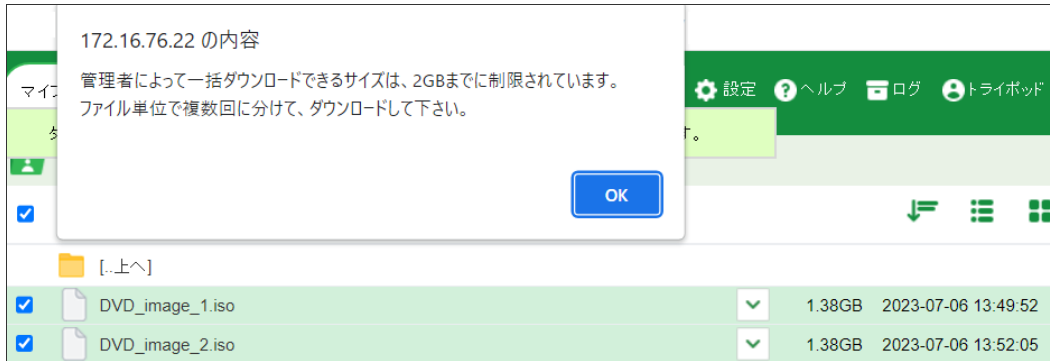 172.16.76.22 の内容
管理者によって一括ダウンロードできるサイズは、2GBまでに制限されています。
ファイル単位で複数回に分けて、ダウンロードして下さい。
OK
設定 ヘルプ ログ トライポッド
す。
[..上へ]
DVD_image_1.iso 1.38GB 2023-07-06 13:49:52
DVD_image_2.iso 1.38GB 2023-07-06 13:52:05